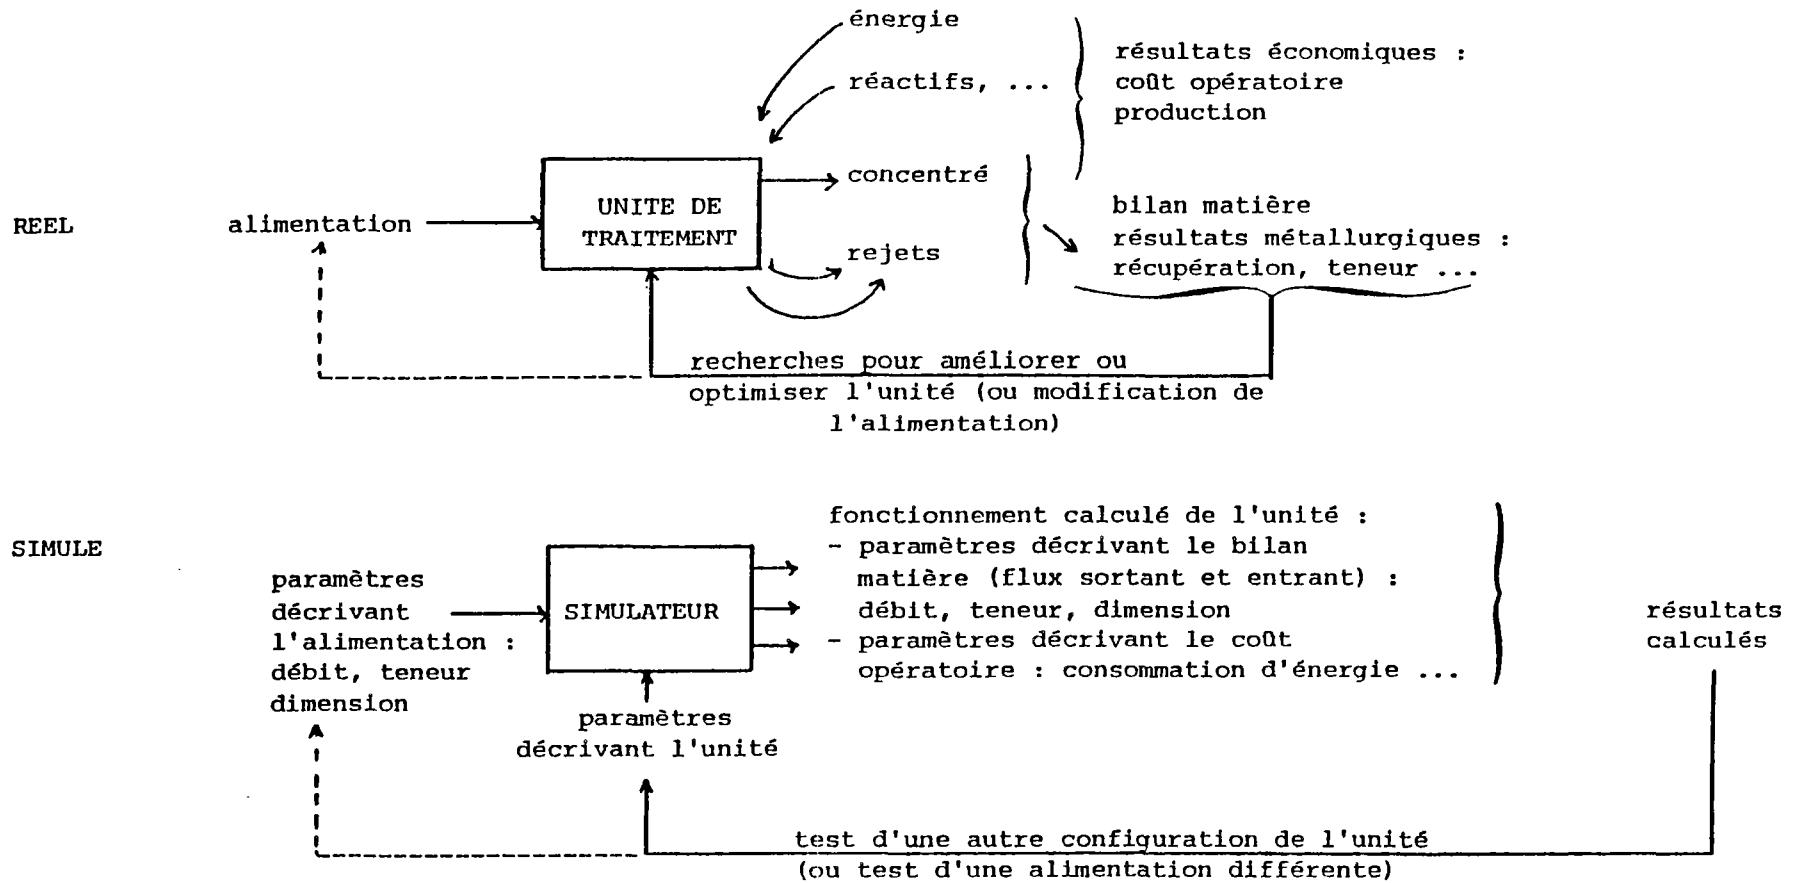 énergie
réactifs, ...
résultats économiques :
coût opératoire
production
REEL
alimentation
UNITE DE
TRAITEMENT
concentré
rejets
bilan matière
résultats métallurgiques :
récupération, teneur ...
recherches pour améliorer ou
optimiser l'unité (ou modification de
l'alimentation)
SIMULE
paramètres
décrivant
l'alimentation :
débit, teneur
dimension
SIMULATEUR
paramètres
décrivant l'unité
fonctionnement calculé de l'unité :
- paramètres décrivant le bilan
matière (flux sortant et entrant) :
débit, teneur, dimension
- paramètres décrivant le coût
opératoire : consommation d'énergie ...
résultats
calculés
test d'une autre configuration de l'unité
(ou test d'une alimentation différente)